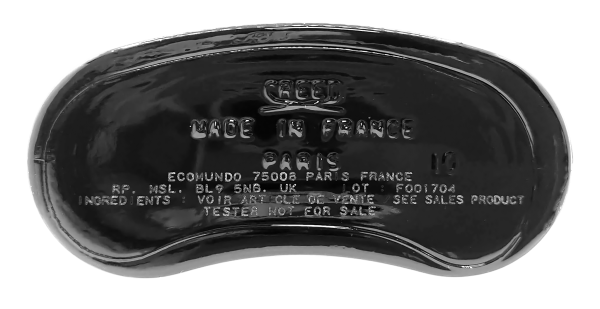 CREED
MADE IN FRANCE
PARIS 10
ECOMUNDO 75008 PARIS FRANCE
RP. MSL. BL9 5NB. UK LOT : F001704
INGREDIENTS : VOIR ARTICLE DE VENTE SEE SALES PRODUCT
TESTER NOT FOR SALE